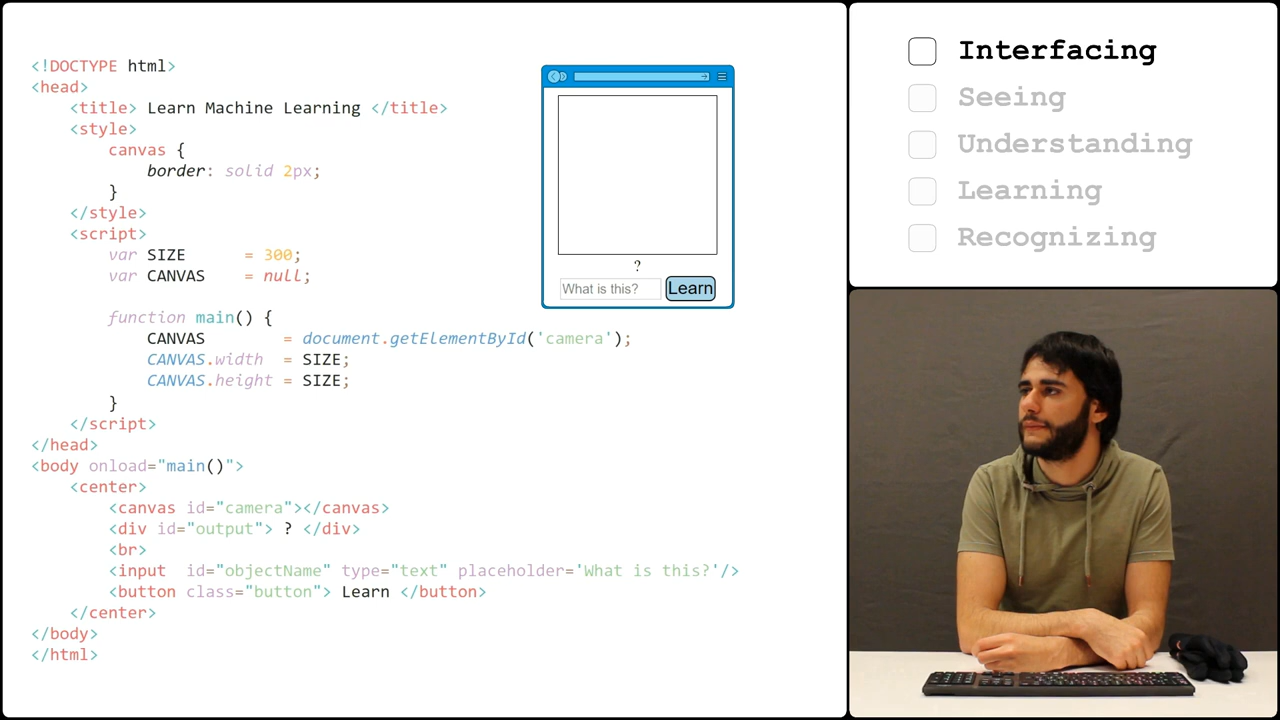 <!DOCTYPE html>
<head>
    <title> Learn Machine Learning </title>
    <style>
        canvas {
            border: solid 2px;
        }
    </style>
    <script>
        var SIZE      = 300;
        var CANVAS    = null;
        function main() {
            CANVAS        = document.getElementById('camera');
            CANVAS.width  = SIZE;
            CANVAS.height = SIZE;
        }
    </script>
</head>
<body onload="main()">
    <center>
        <canvas id="camera"></canvas>
        <div id="output"> ? </div>
        <br>
        <input  id="objectName" type="text" placeholder='What is this?'/>
        <button class="button"> Learn </button>
    </center>
</body>
</html>
?
What is this? Learn
Interfacing
Seeing
Understanding
Learning
Recognizing